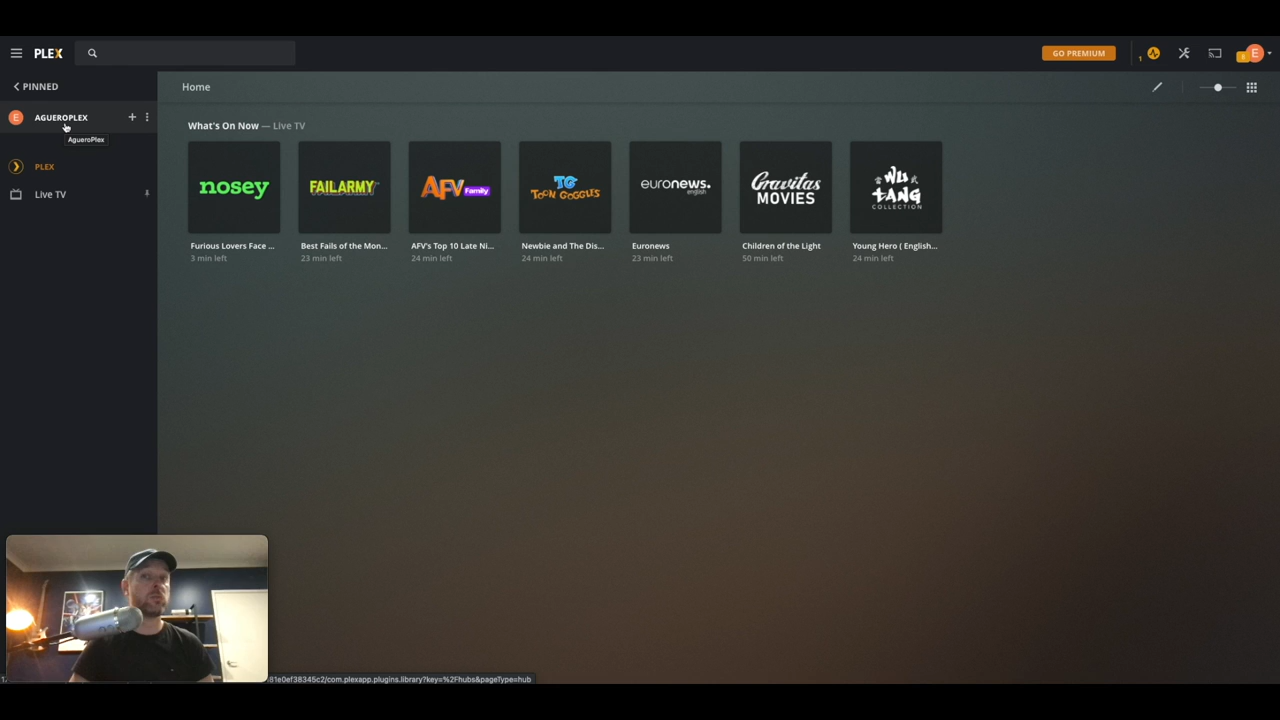 PLEX
GO PREMIUM
1
E
PINNED
Home
E
AGUEROPLEX
AgueroPlex
What's On Now — Live TV
PLEX
Live TV
nosey
FAILARMY
AFV Family
TG
TOON GOGGLES
euronews.
english
Gravitas
MOVIES
WU
TANG
COLLECTION
Furious Lovers Face ...
Best Fails of the Mon...
AFV's Top 10 Late Ni...
Newbie and The Dis...
Euronews
Children of the Light
Young Hero ( English...
3 min left
23 min left
24 min left
24 min left
23 min left
50 min left
24 min left
81e0ef38345c2/com.plexapp.plugins.library?key=%2Fhubs&pageType=hub